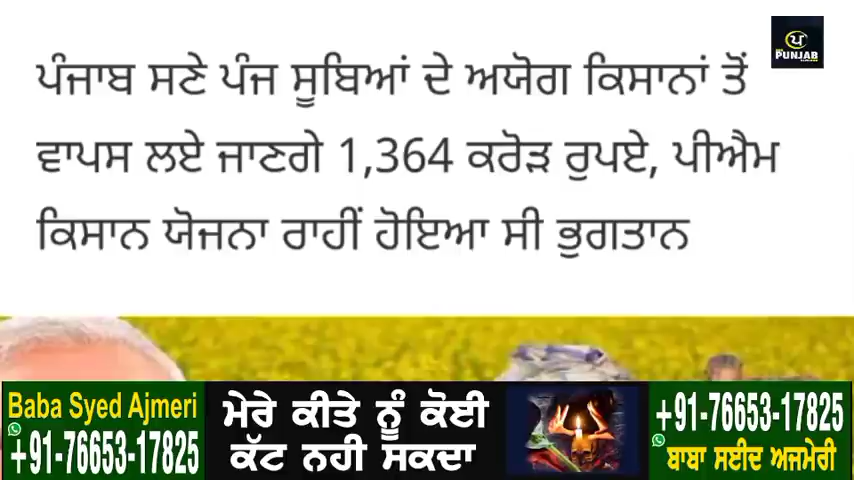 ਪ
PUNJAB
ਪੰਜਾਬ ਸਣੇ ਪੰਜ ਸੂਬਿਆਂ ਦੇ ਅਯੋਗ ਕਿਸਾਨਾਂ ਤੋਂ
ਵਾਪਸ ਲਏ ਜਾਣਗੇ 1,364 ਕਰੋੜ ਰੁਪਏ, ਪੀਐਮ
ਕਿਸਾਨ ਯੋਜਨਾ ਰਾਹੀਂ ਹੋਇਆ ਸੀ ਭੁਗਤਾਨ
Baba Syed Ajmeri
+91-76653-17825
ਮੇਰੇ ਕੀਤੇ ਨੂੰ ਕੋਈ
ਕੱਟ ਨਹੀ ਸਕਦਾ
+91-76653-17825
ਬਾਬਾ ਸਈਦ ਅਜਮੇਰੀ